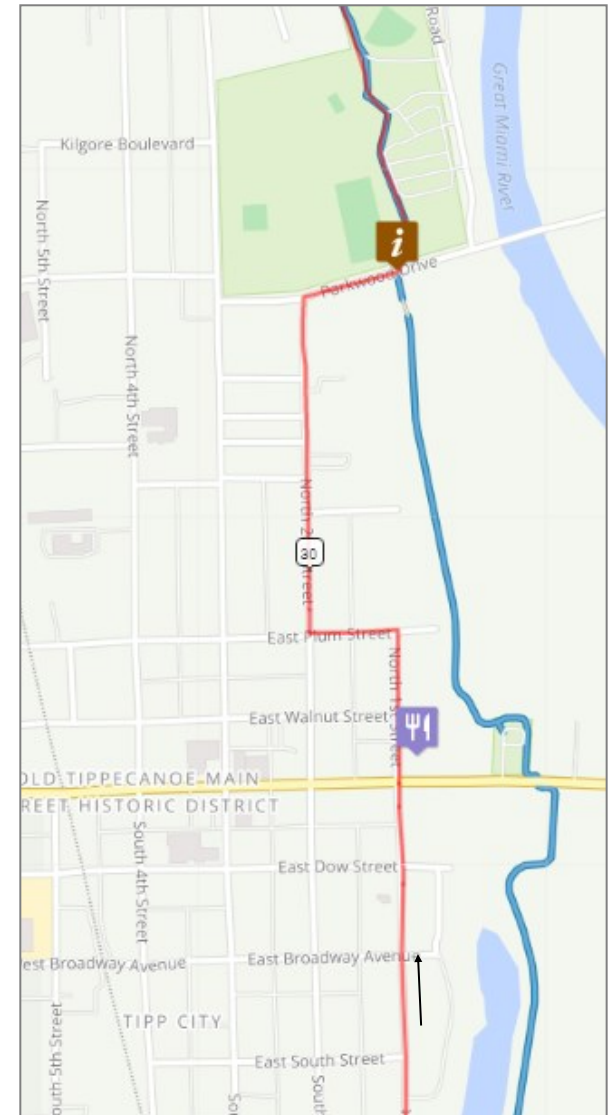 Road
Great Miami River
Kilgore Boulevard
North 5th Street
i
Parkwood Drive
North 4th Street
North 2
Street
30
East Plum Street
North 1st Street
East Walnut Street
OLD TIPPECANOE MAIN
REET HISTORIC DISTRICT
South 4th Street
East Dow Street
est Broadway Avenue
East Broadway Avenue
TIPP CITY
outh 5th Street
East South Street
Sou
South